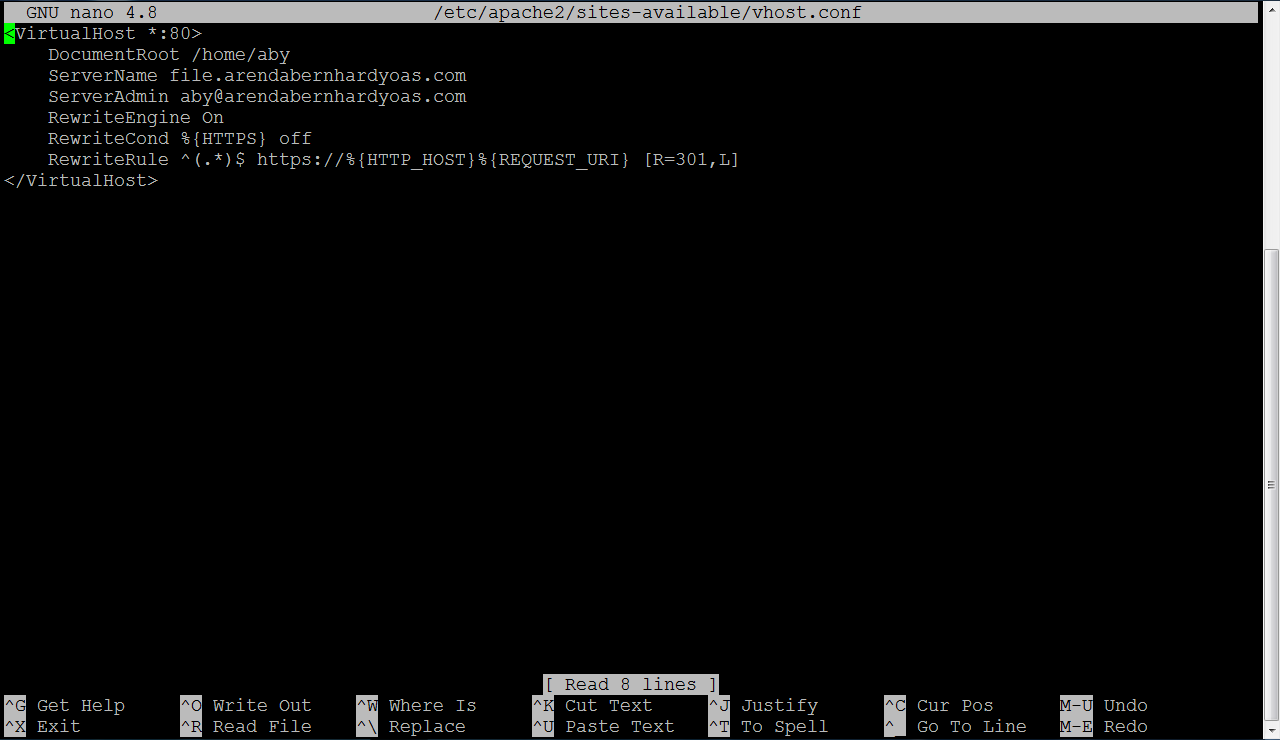 GNU nano 4.8 /etc/apache2/sites-available/vhost.conf
<VirtualHost *:80>
    DocumentRoot /home/aby
    ServerName file.arendabernhardyoas.com
    ServerAdmin aby@arendabernhardyoas.com
    RewriteEngine On
    RewriteCond %{HTTPS} off
    RewriteRule ^(.*)$ https://%{HTTP_HOST}%{REQUEST_URI} [R=301,L]
</VirtualHost>
[ Read 8 lines ]
^G Get Help ^O Write Out ^W Where Is ^K Cut Text ^J Justify ^C Cur Pos M-U Undo
^X Exit ^R Read File ^\ Replace ^U Paste Text ^T To Spell ^_ Go To Line M-E Redo